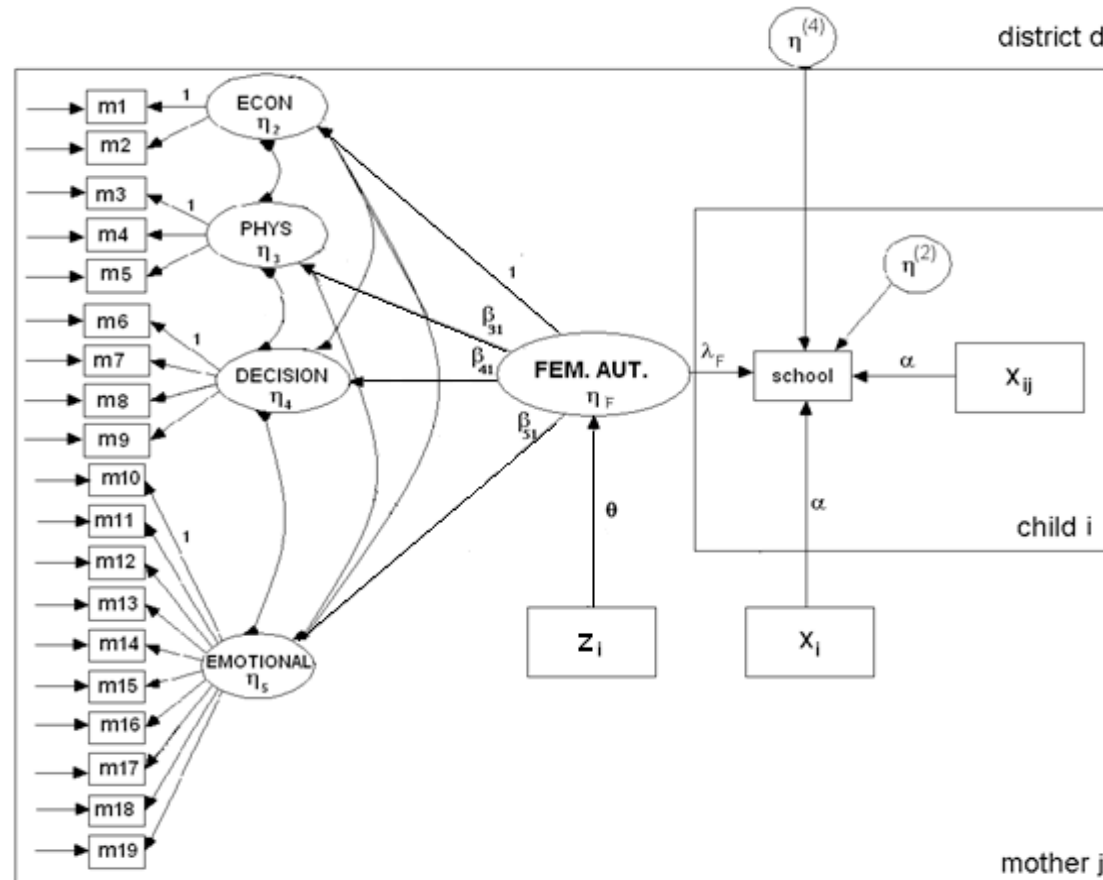 η(4)
district d
m1
1
ECON
η2
m2
m3
1
PHYS
η3
m4
m5
η(2)
1
m6
1
β31
m7
DECISION
η4
β41
FEM. AUT.
ηF
λF
school
α
Xij
m8
m9
β51
m10
m11
1
θ
α
child i
m12
m13
m14
EMOTIONAL
η5
Zi
Xi
m15
m16
m17
m18
m19
mother j